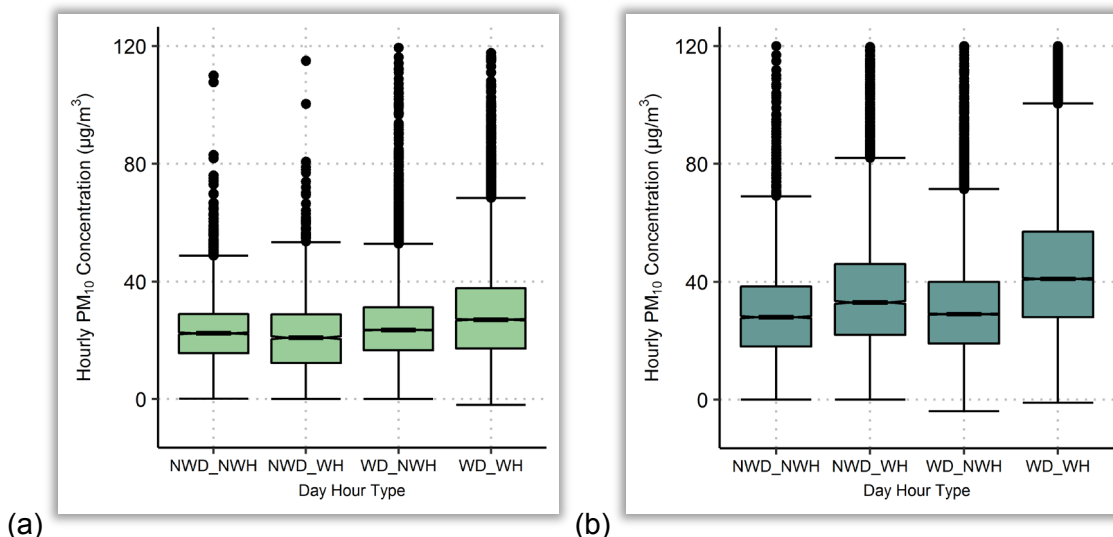 120
80
40
0
Hourly PM₁₀ Concentration (µg/m³)
NWD_NWH NWD_WH WD_NWH WD_WH
Day Hour Type
(a)
120
80
40
0
Hourly PM₁₀ Concentration (µg/m³)
NWD_NWH NWD_WH WD_NWH WD_WH
Day Hour Type
(b)